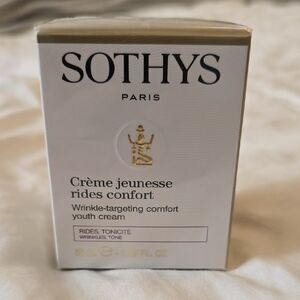 SOTHYS
PARIS
Crème jeunesse
rides confort
Wrinkle-targeting comfort
youth cream
RIDES, TONICITÉ
WRINKLES, TONE